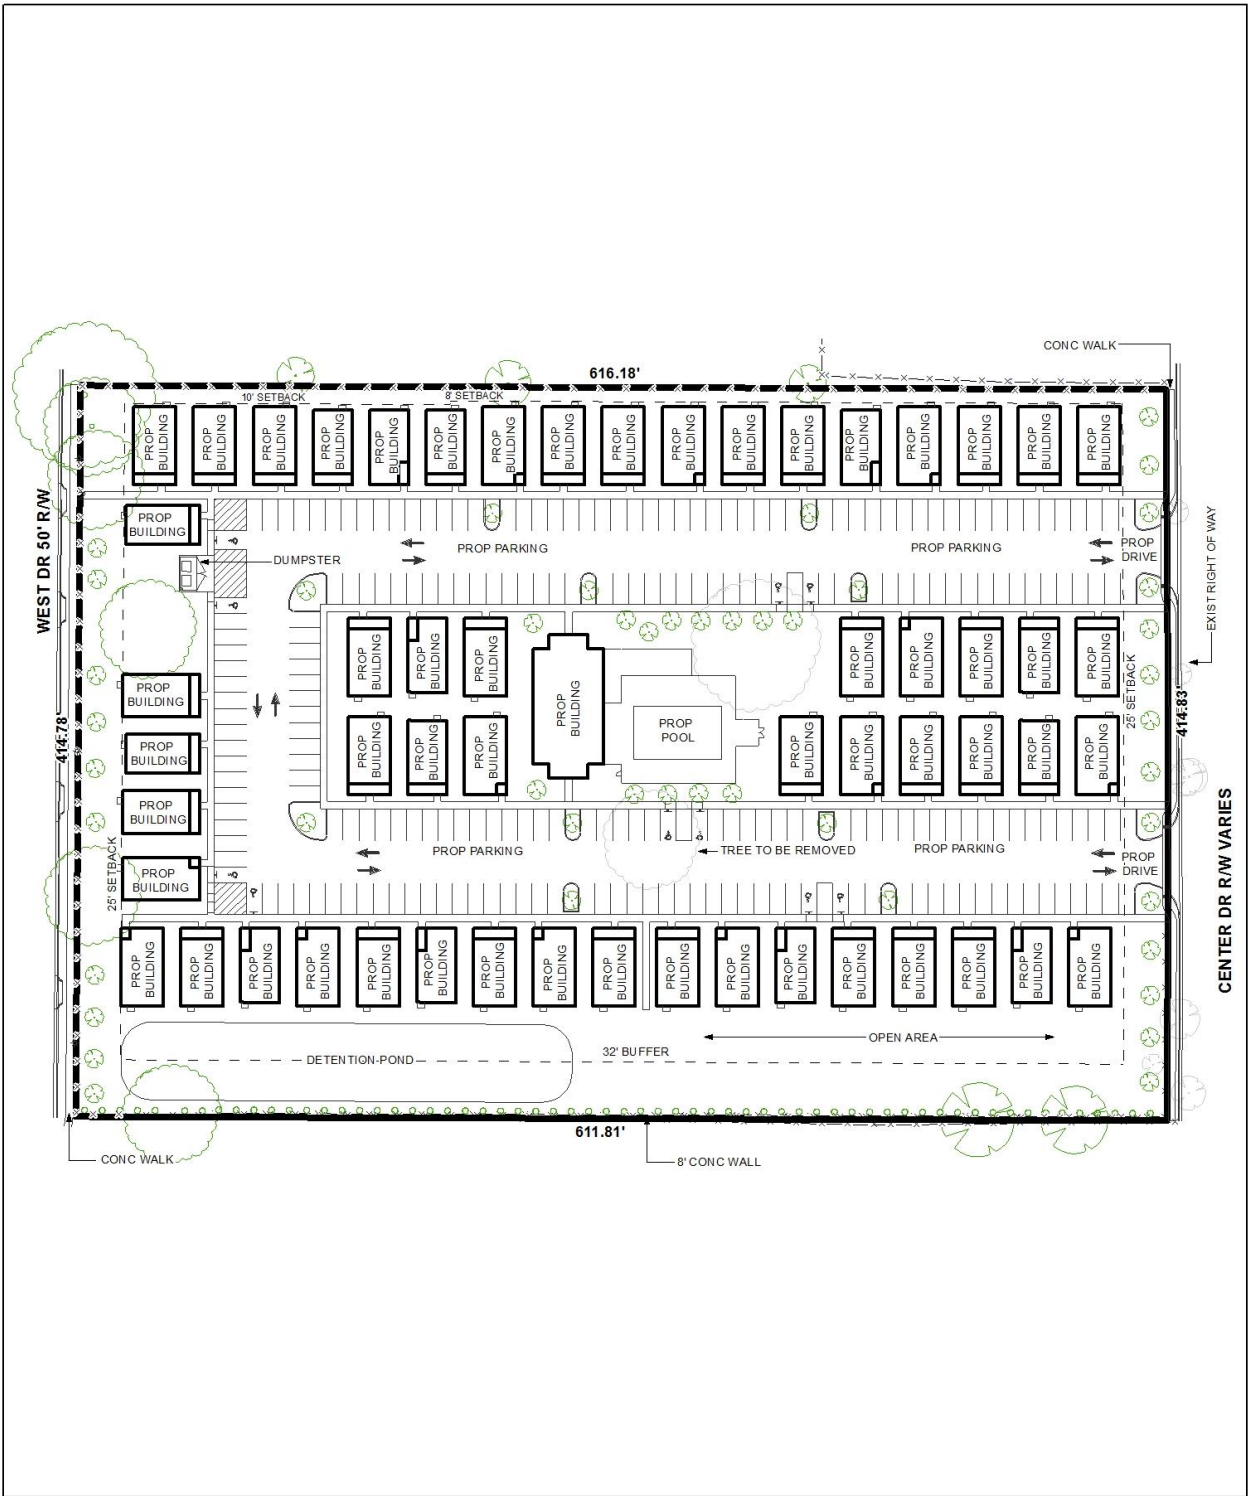 CONC WALK
616.18'
10' SETBACK
8' SETBACK
PROP
BUILDING
PROP
BUILDING
PROP
BUILDING
PROP
BUILDING
PROP
BUILDING
PROP
BUILDING
PROP
BUILDING
PROP
BUILDING
PROP
BUILDING
PROP
BUILDING
PROP
BUILDING
PROP
BUILDING
PROP
BUILDING
PROP
BUILDING
PROP
BUILDING
PROP
BUILDING
PROP
BUILDING
WEST DR 50' R/W
PROP
BUILDING
DUMPSTER
PROP PARKING
PROP PARKING
PROP
DRIVE
EXIST RIGHT OF WAY
PROP
BUILDING
PROP
BUILDING
PROP
BUILDING
PROP
BUILDING
PROP
BUILDING
PROP
BUILDING
PROP
BUILDING
PROP
BUILDING
PROP
BUILDING
25' SETBACK
414.83'
414.78'
PROP
BUILDING
PROP
BUILDING
PROP
BUILDING
PROP
BUILDING
PROP
BUILDING
PROP
BUILDING
PROP
BUILDING
PROP
POOL
PROP
BUILDING
PROP
BUILDING
PROP
BUILDING
PROP
BUILDING
PROP
BUILDING
PROP
BUILDING
PROP
BUILDING
25' SETBACK
PROP PARKING
TREE TO BE REMOVED
PROP PARKING
PROP
DRIVE
CENTER DR R/W VARIES
PROP
BUILDING
PROP
BUILDING
PROP
BUILDING
PROP
BUILDING
PROP
BUILDING
PROP
BUILDING
PROP
BUILDING
PROP
BUILDING
PROP
BUILDING
PROP
BUILDING
PROP
BUILDING
PROP
BUILDING
PROP
BUILDING
PROP
BUILDING
PROP
BUILDING
PROP
BUILDING
PROP
BUILDING
OPEN AREA
32' BUFFER
DETENTION-POND
611.81'
CONC WALK
8' CONC WALL